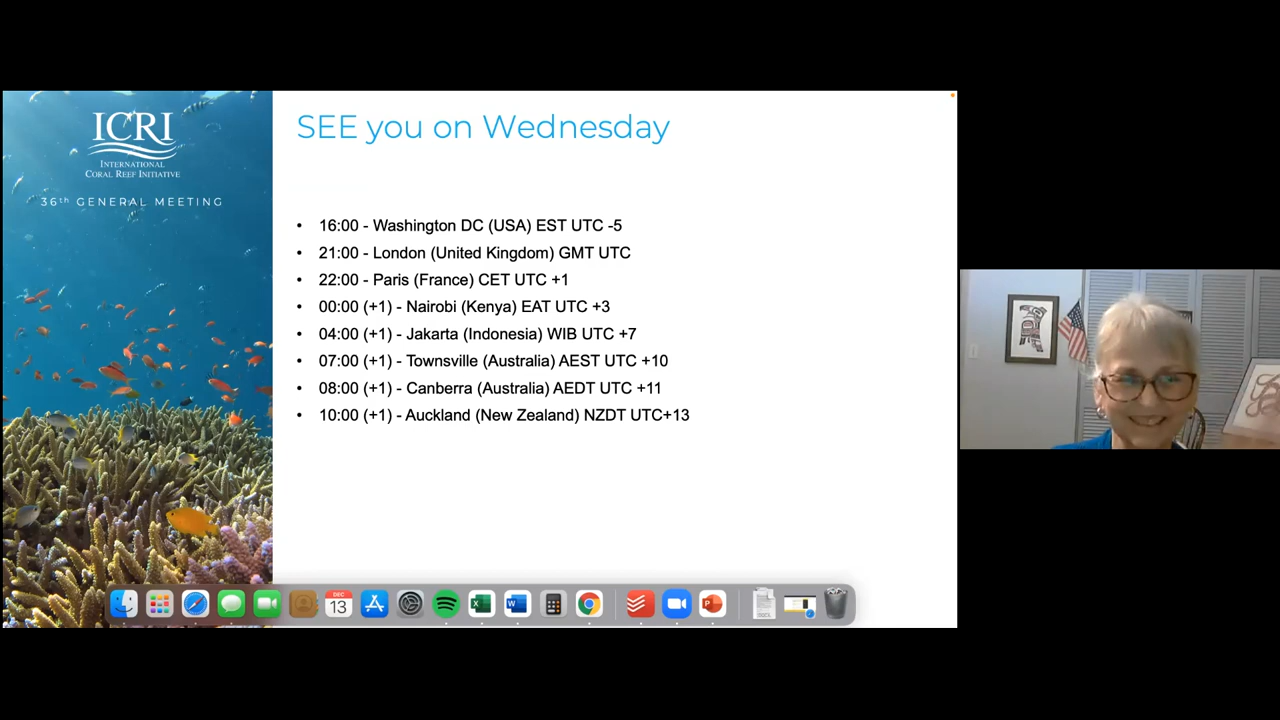 ICRI
INTERNATIONAL
CORAL REEF INITIATIVE
36th GENERAL MEETING
SEE you on Wednesday
• 16:00 - Washington DC (USA) EST UTC -5
• 21:00 - London (United Kingdom) GMT UTC
• 22:00 - Paris (France) CET UTC +1
• 00:00 (+1) - Nairobi (Kenya) EAT UTC +3
• 04:00 (+1) - Jakarta (Indonesia) WIB UTC +7
• 07:00 (+1) - Townsville (Australia) AEST UTC +10
• 08:00 (+1) - Canberra (Australia) AEDT UTC +11
• 10:00 (+1) - Auckland (New Zealand) NZDT UTC+13
DEC
13
X
W
P